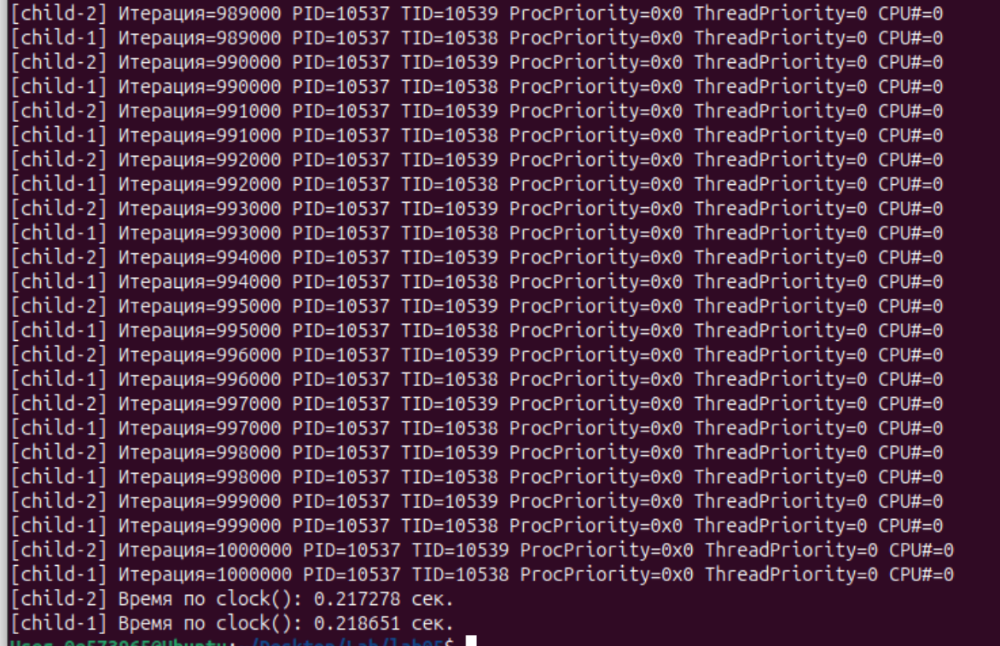 [child-2] Итерация=989000 PID=10537 TID=10539 ProcPriority=0x0 ThreadPriority=0 CPU#=0
[child-1] Итерация=989000 PID=10537 TID=10538 ProcPriority=0x0 ThreadPriority=0 CPU#=0
[child-2] Итерация=990000 PID=10537 TID=10539 ProcPriority=0x0 ThreadPriority=0 CPU#=0
[child-1] Итерация=990000 PID=10537 TID=10538 ProcPriority=0x0 ThreadPriority=0 CPU#=0
[child-2] Итерация=991000 PID=10537 TID=10539 ProcPriority=0x0 ThreadPriority=0 CPU#=0
[child-1] Итерация=991000 PID=10537 TID=10538 ProcPriority=0x0 ThreadPriority=0 CPU#=0
[child-2] Итерация=992000 PID=10537 TID=10539 ProcPriority=0x0 ThreadPriority=0 CPU#=0
[child-1] Итерация=992000 PID=10537 TID=10538 ProcPriority=0x0 ThreadPriority=0 CPU#=0
[child-2] Итерация=993000 PID=10537 TID=10539 ProcPriority=0x0 ThreadPriority=0 CPU#=0
[child-1] Итерация=993000 PID=10537 TID=10538 ProcPriority=0x0 ThreadPriority=0 CPU#=0
[child-2] Итерация=994000 PID=10537 TID=10539 ProcPriority=0x0 ThreadPriority=0 CPU#=0
[child-1] Итерация=994000 PID=10537 TID=10538 ProcPriority=0x0 ThreadPriority=0 CPU#=0
[child-2] Итерация=995000 PID=10537 TID=10539 ProcPriority=0x0 ThreadPriority=0 CPU#=0
[child-1] Итерация=995000 PID=10537 TID=10538 ProcPriority=0x0 ThreadPriority=0 CPU#=0
[child-2] Итерация=996000 PID=10537 TID=10539 ProcPriority=0x0 ThreadPriority=0 CPU#=0
[child-1] Итерация=996000 PID=10537 TID=10538 ProcPriority=0x0 ThreadPriority=0 CPU#=0
[child-2] Итерация=997000 PID=10537 TID=10539 ProcPriority=0x0 ThreadPriority=0 CPU#=0
[child-1] Итерация=997000 PID=10537 TID=10538 ProcPriority=0x0 ThreadPriority=0 CPU#=0
[child-2] Итерация=998000 PID=10537 TID=10539 ProcPriority=0x0 ThreadPriority=0 CPU#=0
[child-1] Итерация=998000 PID=10537 TID=10538 ProcPriority=0x0 ThreadPriority=0 CPU#=0
[child-2] Итерация=999000 PID=10537 TID=10539 ProcPriority=0x0 ThreadPriority=0 CPU#=0
[child-1] Итерация=999000 PID=10537 TID=10538 ProcPriority=0x0 ThreadPriority=0 CPU#=0
[child-2] Итерация=1000000 PID=10537 TID=10539 ProcPriority=0x0 ThreadPriority=0 CPU#=0
[child-1] Итерация=1000000 PID=10537 TID=10538 ProcPriority=0x0 ThreadPriority=0 CPU#=0
[child-2] Время по clock(): 0.217278 сек.
[child-1] Время по clock(): 0.218651 сек.